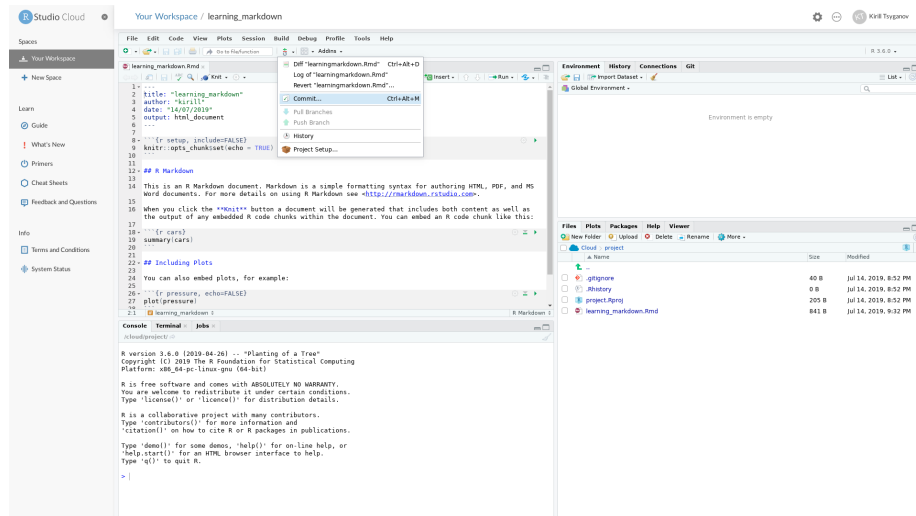 R Studio Cloud
Your Workspace / learning_markdown
Kirill Tsyganov
Spaces
Your Workspace
+ New Space
Learn
Guide
What's New
Primers
Cheat Sheets
Feedback and Questions
Info
Terms and Conditions
System Status
File Edit Code View Plots Session Build Debug Profile Tools Help
Go to file/function
Addins
R 3.6.0
learning_markdown.Rmd
Knit
Insert
Run
Diff "learningmarkdown.Rmd" Ctrl+Alt+D
Log of "learningmarkdown.Rmd"
Revert "learningmarkdown.Rmd"...
Commit... Ctrl+Alt+M
Pull Branches
Push Branch
History
Project Setup...
1 ---
2 title: "learning_markdown"
3 author: "kirill"
4 date: "14/07/2019"
5 output: html_document
6 ---
7
8 ```{r setup, include=FALSE}
9 knitr::opts_chunk$set(echo = TRUE)
10 ```
11
12 ## R Markdown
13
14 This is an R Markdown document. Markdown is a simple formatting syntax for authoring HTML, PDF, and MS
Word documents. For more details on using R Markdown see <http://rmarkdown.rstudio.com>.
15
16 When you click the **Knit** button a document will be generated that includes both content as well as
the output of any embedded R code chunks within the document. You can embed an R code chunk like this:
17
18 ```{r cars}
19 summary(cars)
20 ```
21
22 ## Including Plots
23
24 You can also embed plots, for example:
25
26 ```{r pressure, echo=FALSE}
27 plot(pressure)
28 ```
2:1 learning_markdown R Markdown
Console Terminal Jobs
/cloud/project/
R version 3.6.0 (2019-04-26) -- "Planting of a Tree"
Copyright (C) 2019 The R Foundation for Statistical Computing
Platform: x86_64-pc-linux-gnu (64-bit)
R is free software and comes with ABSOLUTELY NO WARRANTY.
You are welcome to redistribute it under certain conditions.
Type 'license()' or 'licence()' for distribution details.
R is a collaborative project with many contributors.
Type 'contributors()' for more information and
'citation()' on how to cite R or R packages in publications.
Type 'demo()' for some demos, 'help()' for on-line help, or
'help.start()' for an HTML browser interface to help.
Type 'q()' to quit R.
>
Environment History Connections Git
Import Dataset
List
Global Environment
Environment is empty
Files Plots Packages Help Viewer
New Folder Upload Delete Rename More
Cloud > project
Name Size Modified
..
.gitignore 40 B Jul 14, 2019, 8:52 PM
.Rhistory 0 B Jul 14, 2019, 8:52 PM
project.Rproj 205 B Jul 14, 2019, 8:52 PM
learning_markdown.Rmd 841 B Jul 14, 2019, 9:32 PM